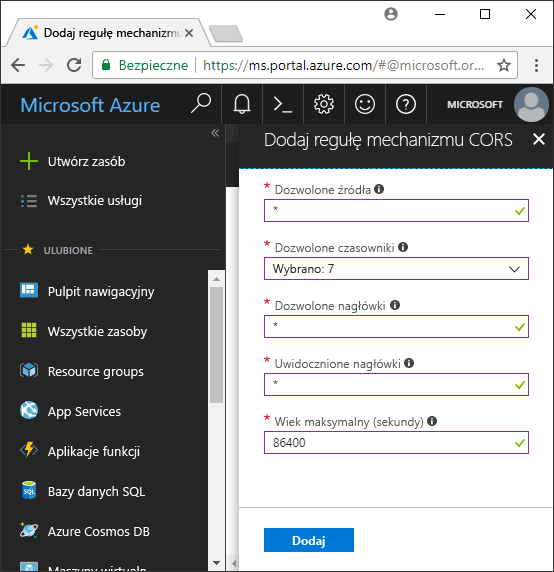 Dodaj regułę mechanizmu
Bezpieczne
https://ms.portal.azure.com/#@microsoft.or...
Microsoft Azure
MICROSOFT
Utwórz zasób
Wszystkie usługi
ULUBIONE
Pulpit nawigacyjny
Wszystkie zasoby
Resource groups
App Services
Aplikacje funkcji
Bazy danych SQL
SQL
Azure Cosmos DB
Maszyny wirtualn
Dodaj regułę mechanizmu CORS
* Dozwolone źródła
*
* Dozwolone czasowniki
Wybrano: 7
* Dozwolone nagłówki
*
* Uwidocznione nagłówki
*
* Wiek maksymalny (sekundy)
86400
Dodaj